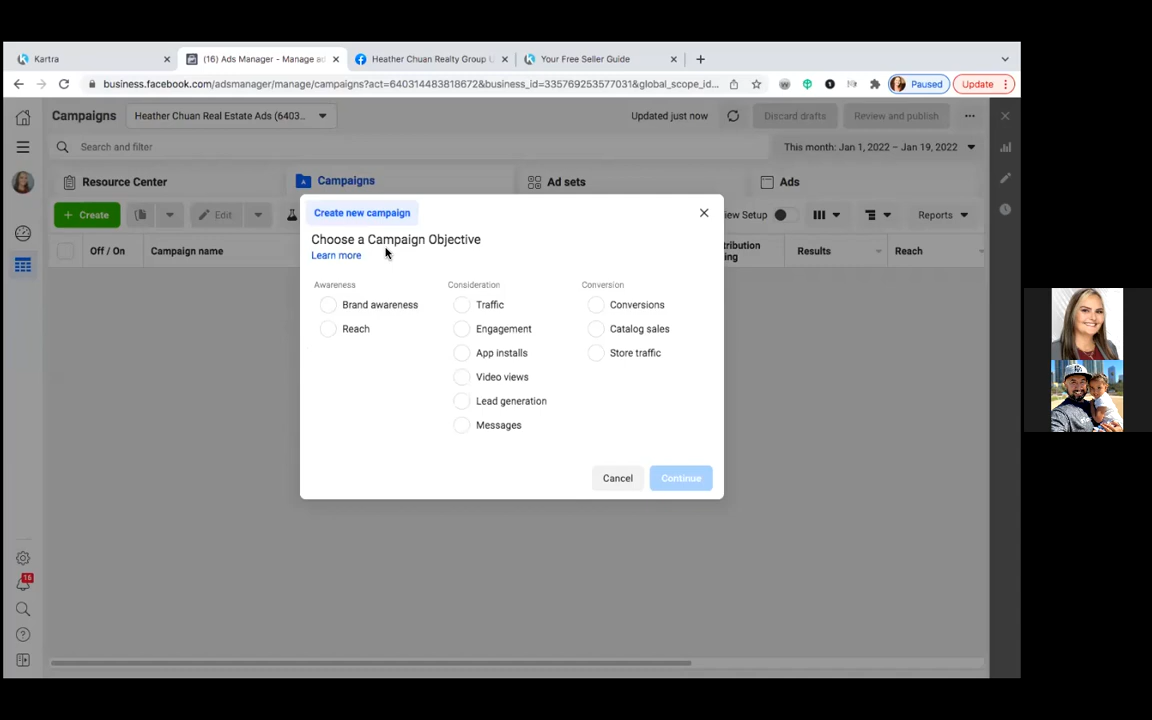 Kartra
(16) Ads Manager - Manage ad
Heather Chuan Realty Group
Your Free Seller Guide
business.facebook.com/adsmanager/manage/campaigns?act=640314483818672&business_id=335769253577031&global_scope_id...
Paused
Update
Campaigns
Heather Chuan Real Estate Ads (6403...
Updated just now
Discard drafts
Review and publish
Search and filter
This month: Jan 1, 2022 – Jan 19, 2022
Resource Center
Campaigns
Ad sets
Ads
+ Create
Edit
Create new campaign
Setup
Reports
Off / On
Campaign name
Results
Reach
Choose a Campaign Objective
Learn more
Awareness
Consideration
Conversion
Brand awareness
Traffic
Conversions
Reach
Engagement
Catalog sales
App installs
Store traffic
Video views
Lead generation
Messages
Cancel
Continue
16